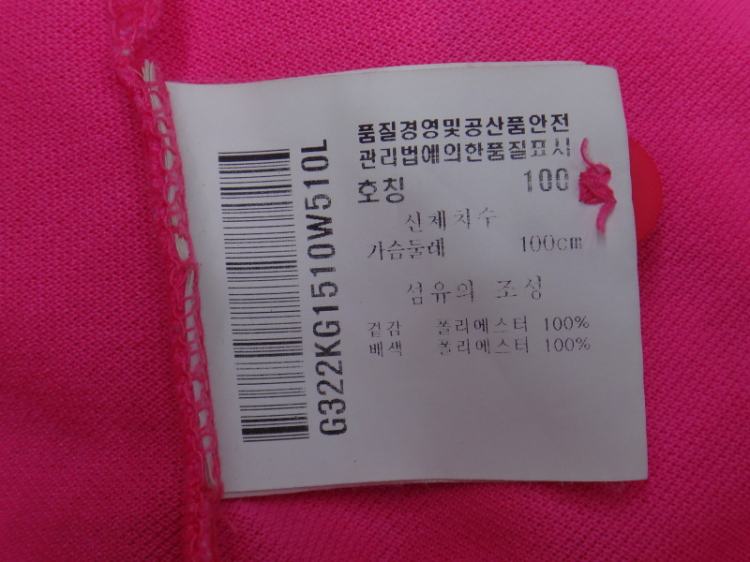 품질경영및공산품안전
관리법에의한품질표시
호칭 100
신체치수
가슴둘레 100cm
섬유의 조성
겉감 폴리에스터 100%
배색 폴리에스터 100%
G322KG1510W510L